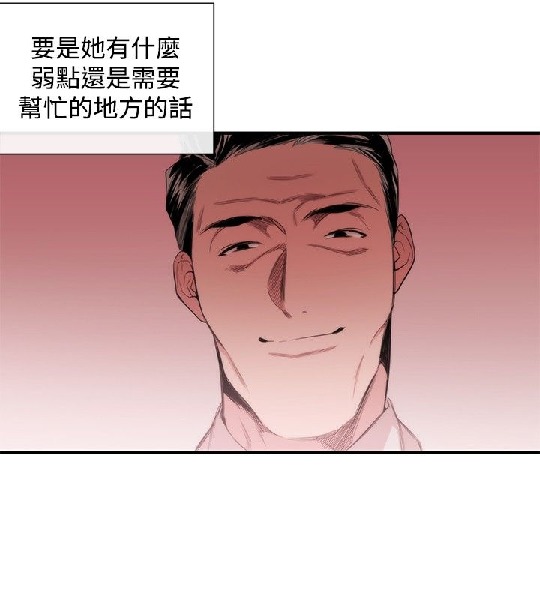 要是她有什麼
弱點還是需要
幫忙的地方的話